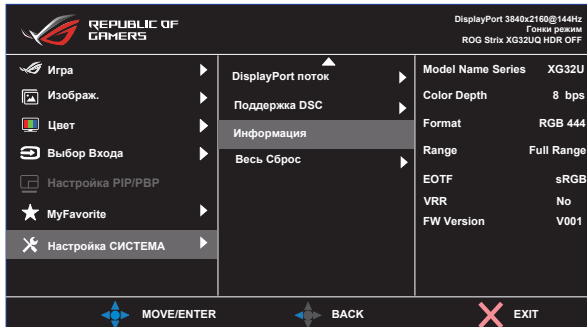 REPUBLIC OF
GAMERS
DisplayPort 3840x2160@144Hz
Гонки режим
ROG Strix XG32UQ HDR OFF
Игра
Изображ.
Цвет
Выбор Входа
Настройка PIP/PBP
MyFavorite
Настройка СИСТЕМА
DisplayPort поток
Поддержка DSC
Информация
Весь Сброс
Model Name Series XG32U
Color Depth 8 bps
Format RGB 444
Range Full Range
EOTF sRGB
VRR No
FW Version V001
MOVE/ENTER
BACK
EXIT